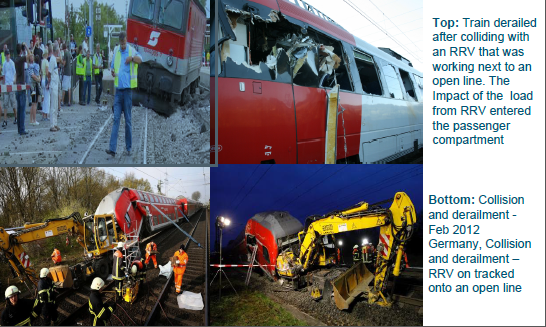 Top: Train derailed
after colliding with
an RRV that was
working next to an
open line. The
Impact of the load
from RRV entered
the passenger
compartment
Bottom: Collision
and derailment -
Feb 2012
Germany, Collision
and derailment –
RRV on tracked
onto an open line